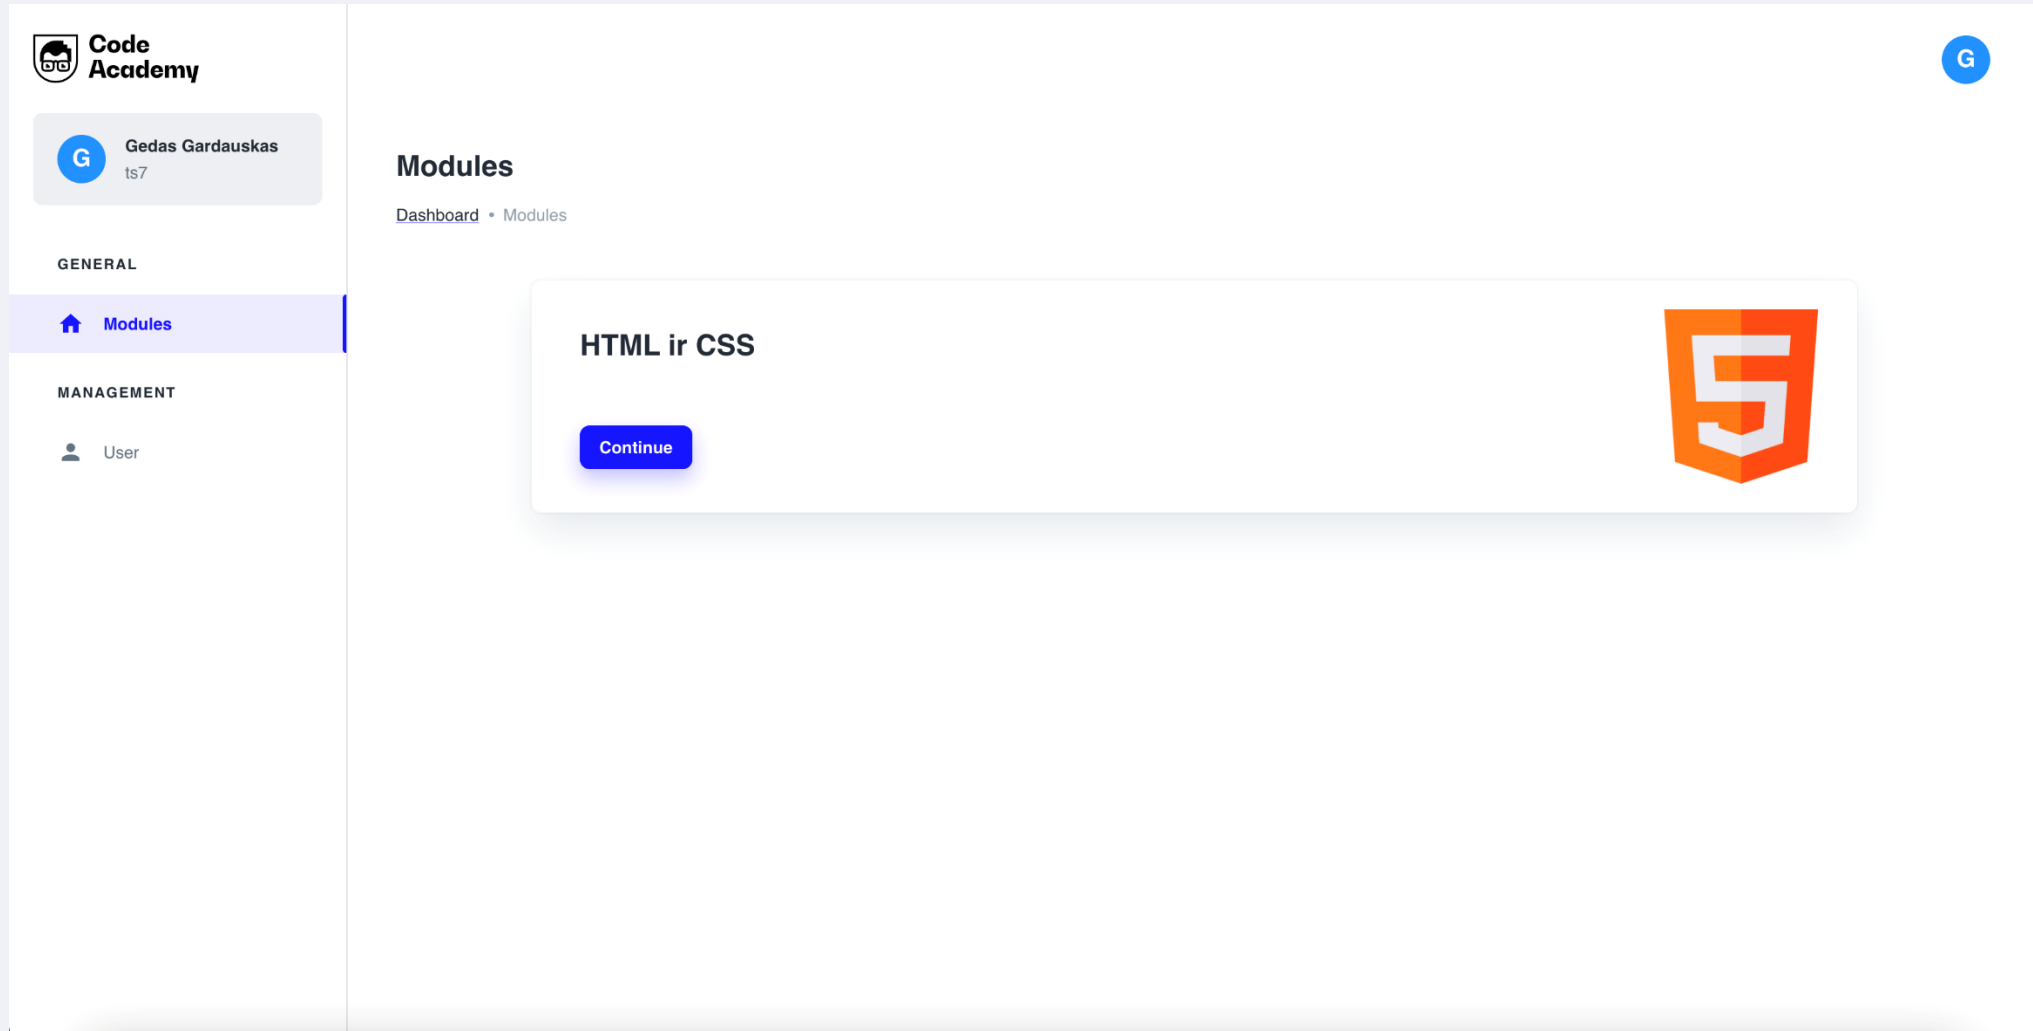 Code
Academy
G
G
Gedas Gardauskas
ts7
GENERAL
Modules
MANAGEMENT
User
Modules
Dashboard • Modules
HTML ir CSS
Continue
5